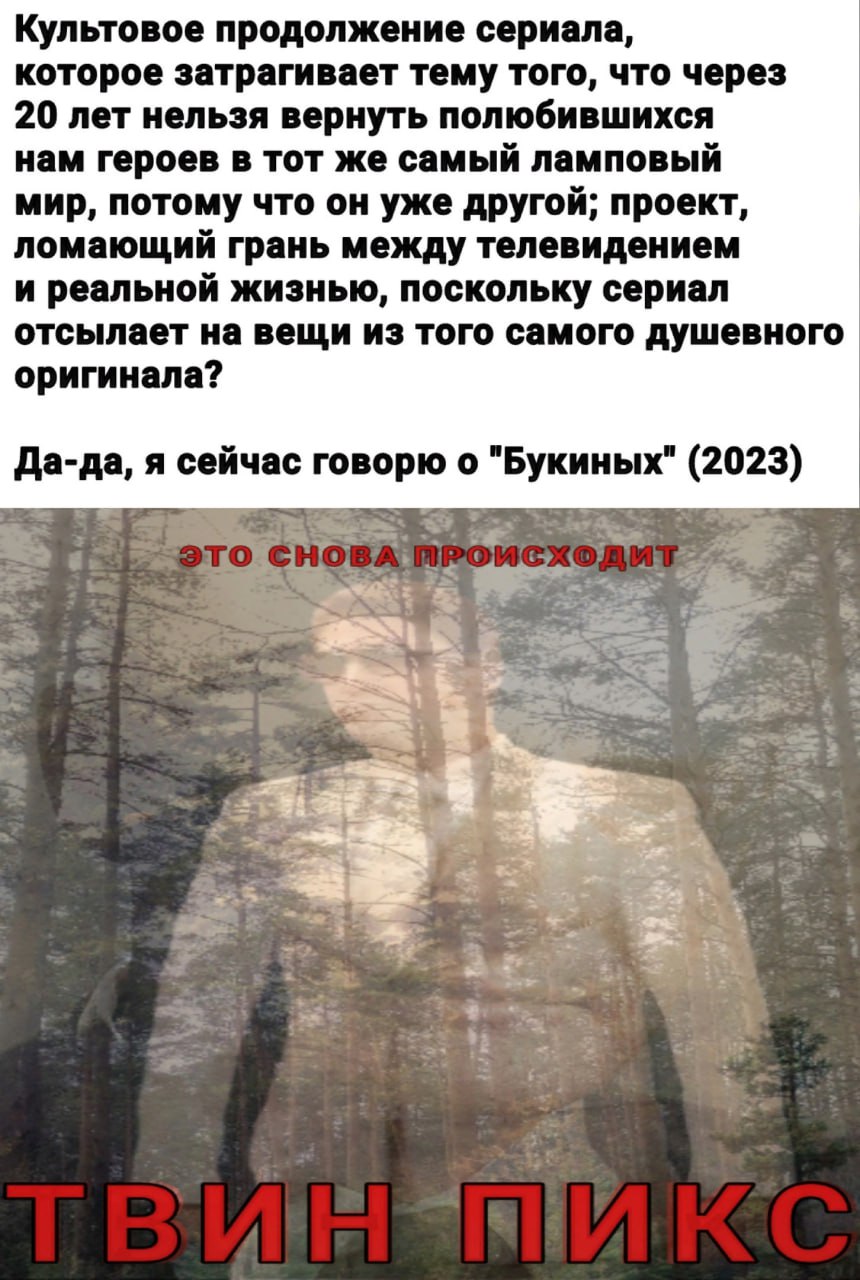 Культовое продолжение сериала,
которое затрагивает тему того, что через
20 лет нельзя вернуть полюбившихся
нам героев в тот же самый ламповый
мир, потому что он уже другой; проект,
ломающий грань между телевидением
и реальной жизнью, поскольку сериал
отсылает на вещи из того самого душевного
оригинала?
Да-да, я сейчас говорю о "Букиных" (2023)
ЭТО СНОВА ПРОИСХОДИТ
ТВИН ПИКС